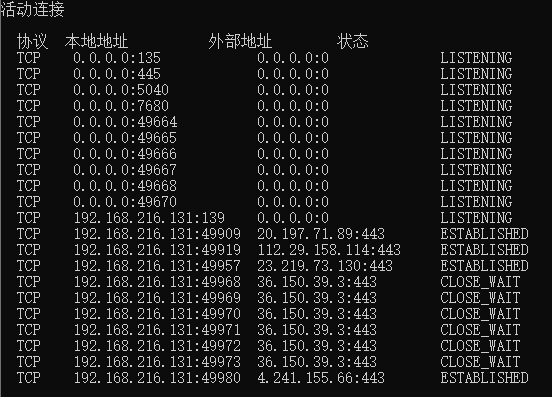 活动连接
协议  本地地址          外部地址        状态
TCP    0.0.0.0:135            0.0.0.0:0              LISTENING
TCP    0.0.0.0:445            0.0.0.0:0              LISTENING
TCP    0.0.0.0:5040           0.0.0.0:0              LISTENING
TCP    0.0.0.0:7680           0.0.0.0:0              LISTENING
TCP    0.0.0.0:49664          0.0.0.0:0              LISTENING
TCP    0.0.0.0:49665          0.0.0.0:0              LISTENING
TCP    0.0.0.0:49666          0.0.0.0:0              LISTENING
TCP    0.0.0.0:49667          0.0.0.0:0              LISTENING
TCP    0.0.0.0:49668          0.0.0.0:0              LISTENING
TCP    0.0.0.0:49670          0.0.0.0:0              LISTENING
TCP    192.168.216.131:139    0.0.0.0:0              LISTENING
TCP    192.168.216.131:49909  20.197.71.89:443       ESTABLISHED
TCP    192.168.216.131:49919  112.29.158.114:443     ESTABLISHED
TCP    192.168.216.131:49957  23.219.73.130:443      ESTABLISHED
TCP    192.168.216.131:49968  36.150.39.3:443        CLOSE_WAIT
TCP    192.168.216.131:49969  36.150.39.3:443        CLOSE_WAIT
TCP    192.168.216.131:49970  36.150.39.3:443        CLOSE_WAIT
TCP    192.168.216.131:49971  36.150.39.3:443        CLOSE_WAIT
TCP    192.168.216.131:49972  36.150.39.3:443        CLOSE_WAIT
TCP    192.168.216.131:49973  36.150.39.3:443        CLOSE_WAIT
TCP    192.168.216.131:49980  4.241.155.66:443       ESTABLISHED